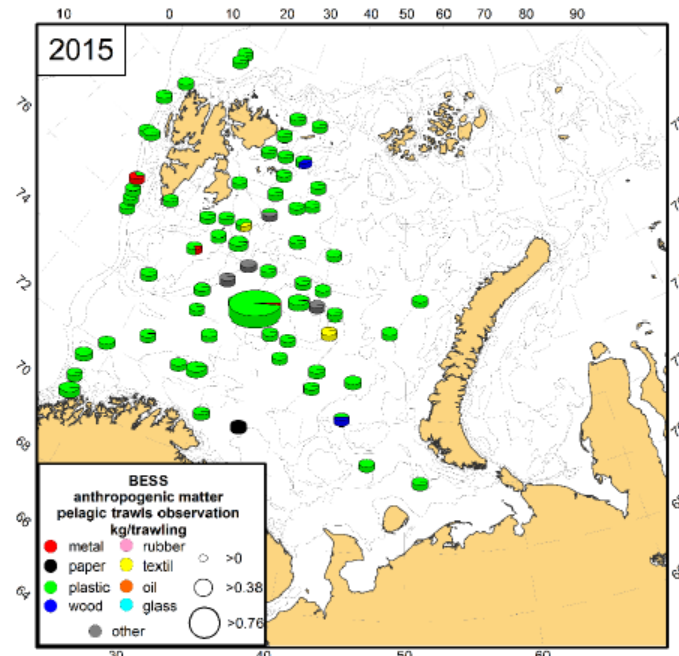 10 0 10 20 30 40 50 60 70 80 90
2015
76
74
72
70
68
66
64
BESS
anthropogenic matter
pelagic trawls observation
kg/trawling
metal rubber >0
paper textil
plastic oil >0.38
wood glass
other >0.76
40 50 60